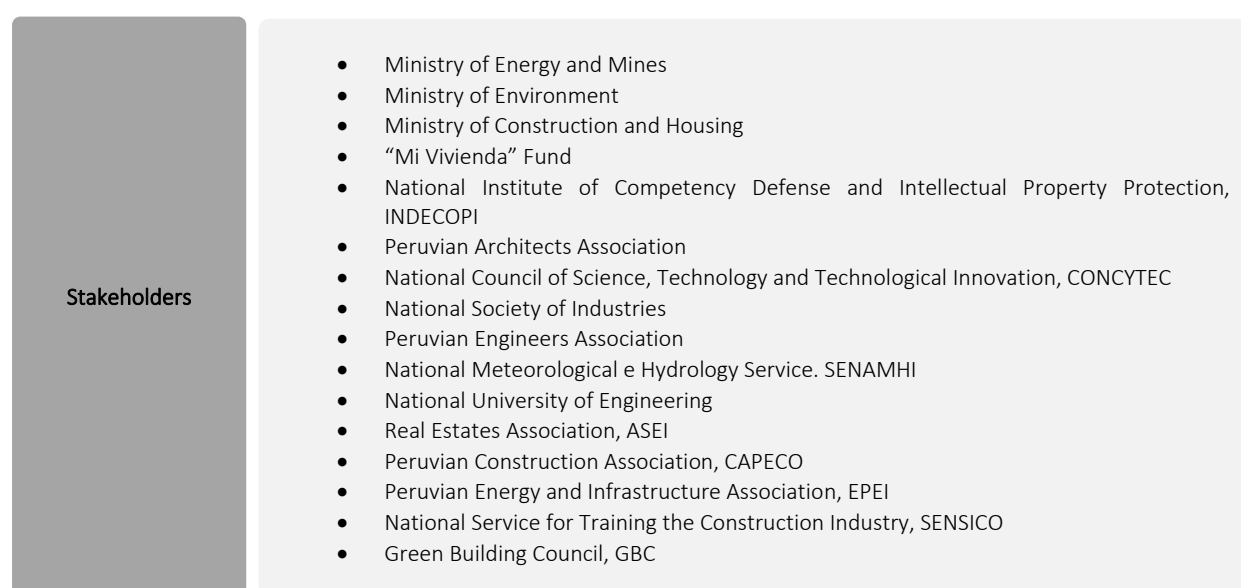 Stakeholders
• Ministry of Energy and Mines
• Ministry of Environment
• Ministry of Construction and Housing
• “Mi Vivienda” Fund
• National Institute of Competency Defense and Intellectual Property Protection,
INDECOPI
• Peruvian Architects Association
• National Council of Science, Technology and Technological Innovation, CONCYTEC
• National Society of Industries
• Peruvian Engineers Association
• National Meteorological e Hydrology Service. SENAMHI
• National University of Engineering
• Real Estates Association, ASEI
• Peruvian Construction Association, CAPECO
• Peruvian Energy and Infrastructure Association, EPEI
• National Service for Training the Construction Industry, SENSICO
• Green Building Council, GBC